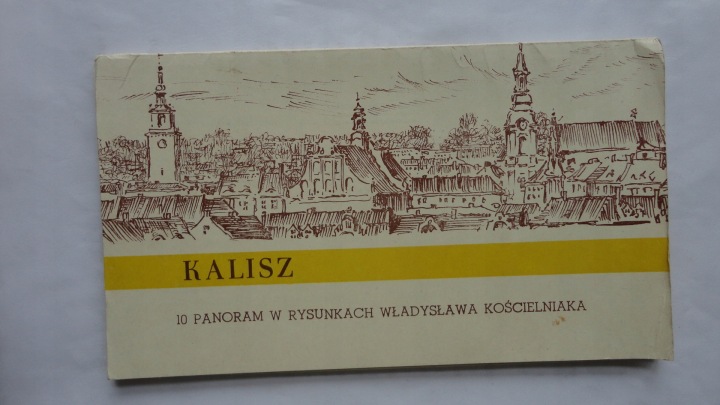 KALISZ
10 PANORAM W RYSUNKACH WŁADYSŁAWA KOŚCIELNIAKA